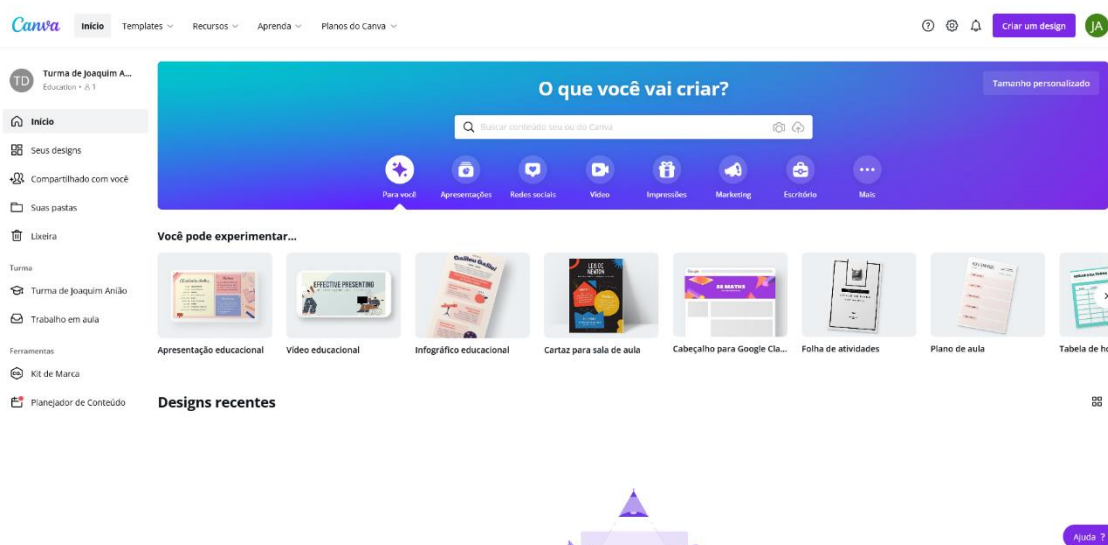 Canva
Início
Templates
Recursos
Aprenda
Planos do Canva
Criar um design
JA
TD
Turma de Joaquim A...
Education • 1
Início
Seus designs
Compartilhado com você
Suas pastas
Lixeira
Turma
Turma de Joaquim Anião
Trabalho em aula
Ferramentas
Kit de Marca
Planejador de Conteúdo
O que você vai criar?
Tamanho personalizado
Buscar conteúdo seu ou do Canva
Para você
Apresentações
Redes sociais
Vídeo
Impressões
Marketing
Escritório
Mais
Você pode experimentar...
EFFECTIVE PRESENTING
Galileu Galilei
LEIS DE
NEWTON
Google
Apresentação educacional
Vídeo educacional
Infográfico educacional
Cartaz para sala de aula
Cabeçalho para Google Cla...
Folha de atividades
Plano de aula
Tabela de ho
Designs recentes
Ajuda ?